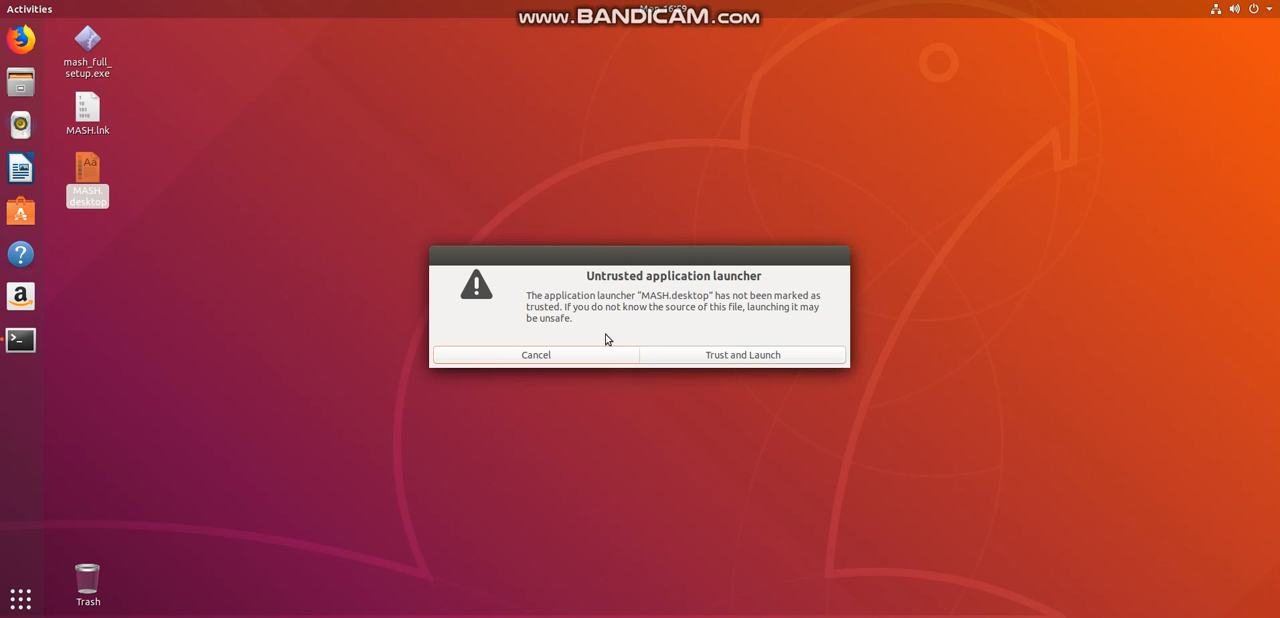 Activities
www.BANDICAM.com
mash_full_
setup.exe
MASH.lnk
MASH.
desktop
Untrusted application launcher
The application launcher "MASH.desktop" has not been marked as
trusted. If you do not know the source of this file, launching it may
be unsafe.
Cancel
Trust and Launch
Trash